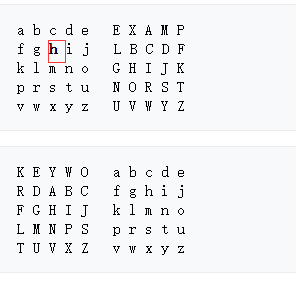 a b c d e   E X A M P
f g h i j   L B C D F
k l m n o   G H I J K
p r s t u   N O R S T
v w x y z   U V W Y Z
K E Y W O   a b c d e
R D A B C   f g h i j
F G H I J   k l m n o
L M N P S   p r s t u
T U V X Z   v w x y z